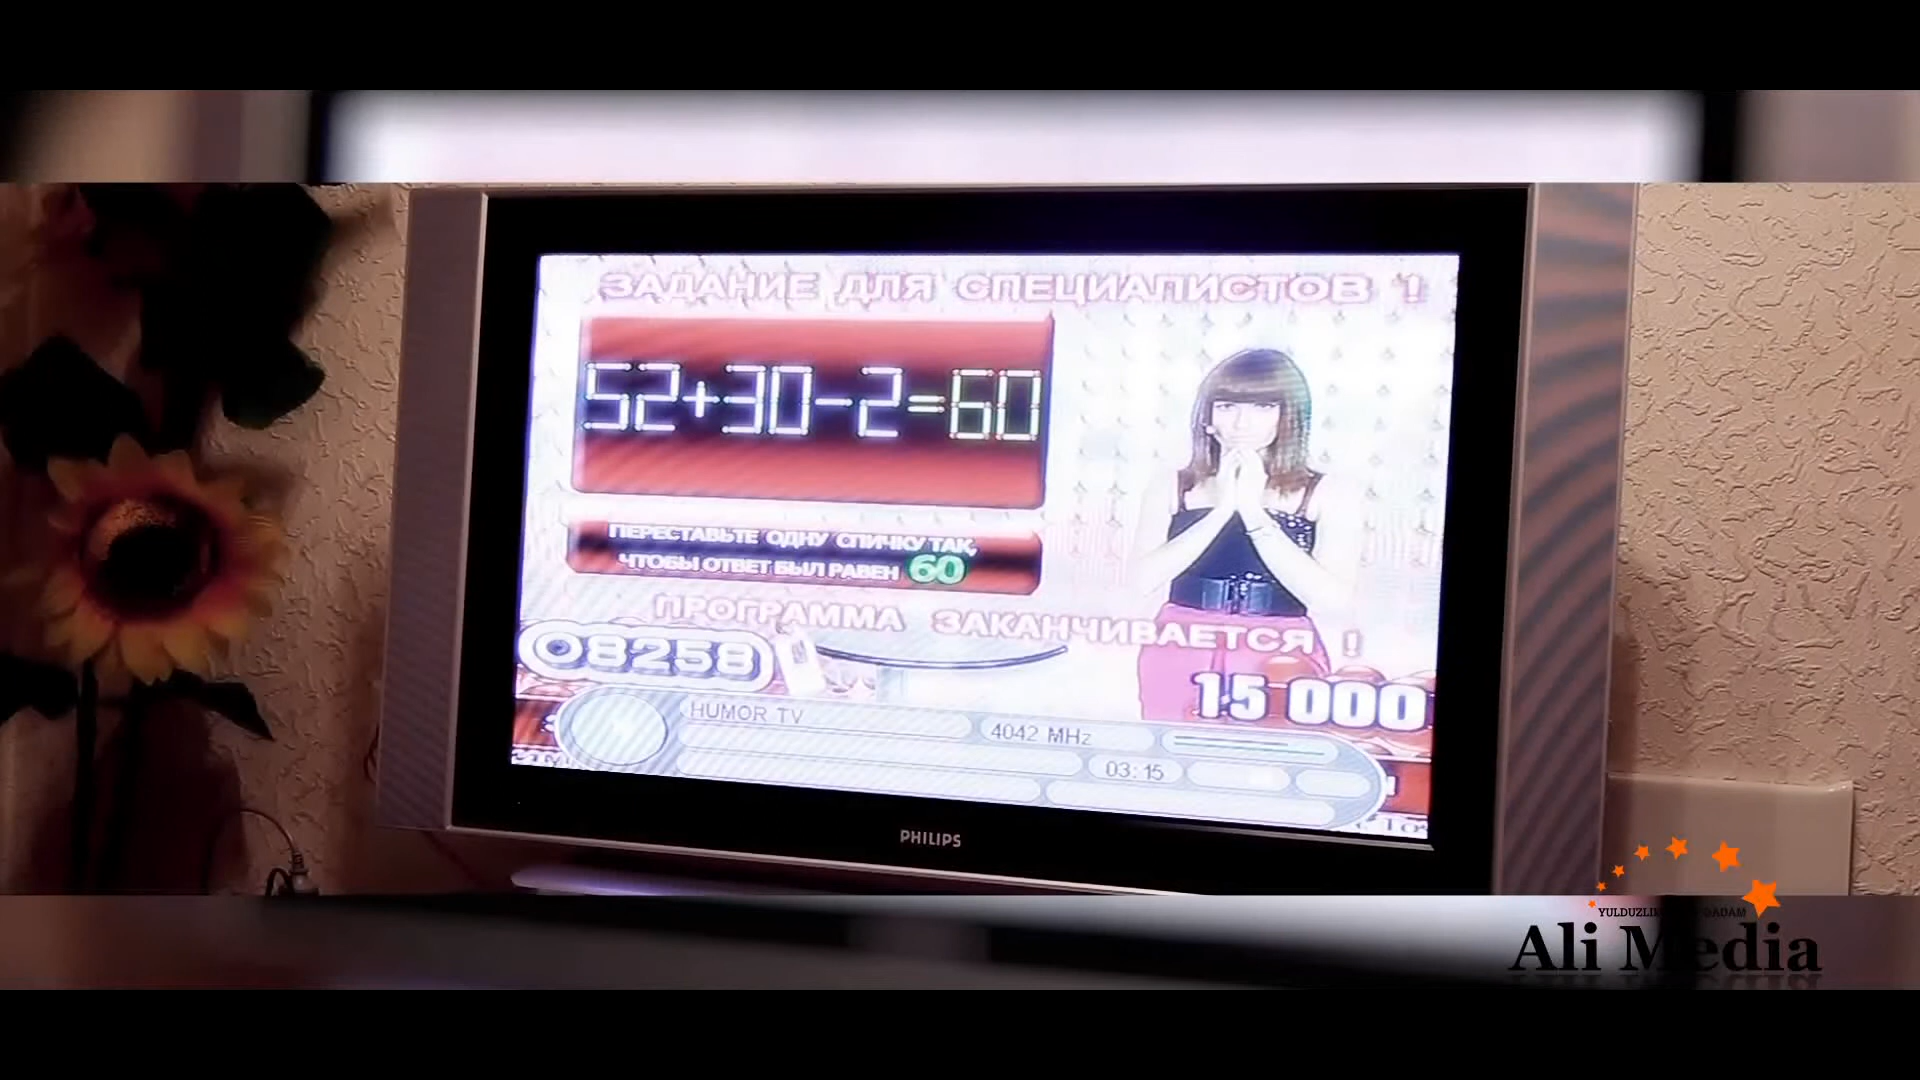 ЗАДАНИЕ ДЛЯ СПЕЦИАЛИСТОВ !
52+30-2=60
ПЕРЕСТАВЬТЕ ОДНУ СПИЧКУ ТАК,
ЧТОБЫ ОТВЕТ БЫЛ РАВЕН 60
ПРОГРАММА ЗАКАНЧИВАЕТСЯ !
08258
15 000
HUMOR TV
4042 MHz
03:15
PHILIPS
Ali Media